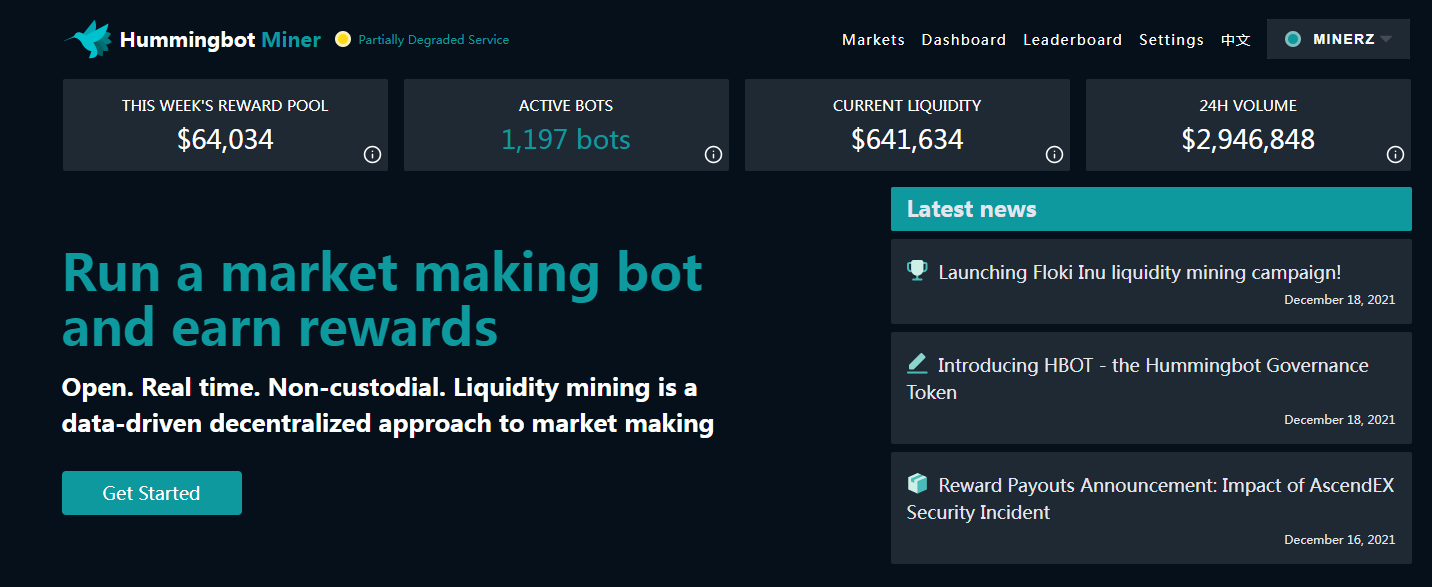 Hummingbot Miner Partially Degraded Service Markets Dashboard Leaderboard Settings 中文 MINERZ
THIS WEEK'S REWARD POOL
$64,034
ACTIVE BOTS
1,197 bots
CURRENT LIQUIDITY
$641,634
24H VOLUME
$2,946,848
Run a market making bot
and earn rewards
Open. Real time. Non-custodial. Liquidity mining is a
data-driven decentralized approach to market making
Get Started
Latest news
Launching Floki Inu liquidity mining campaign!
December 18, 2021
Introducing HBOT - the Hummingbot Governance
Token
December 18, 2021
Reward Payouts Announcement: Impact of AscendEX
Security Incident
December 16, 2021